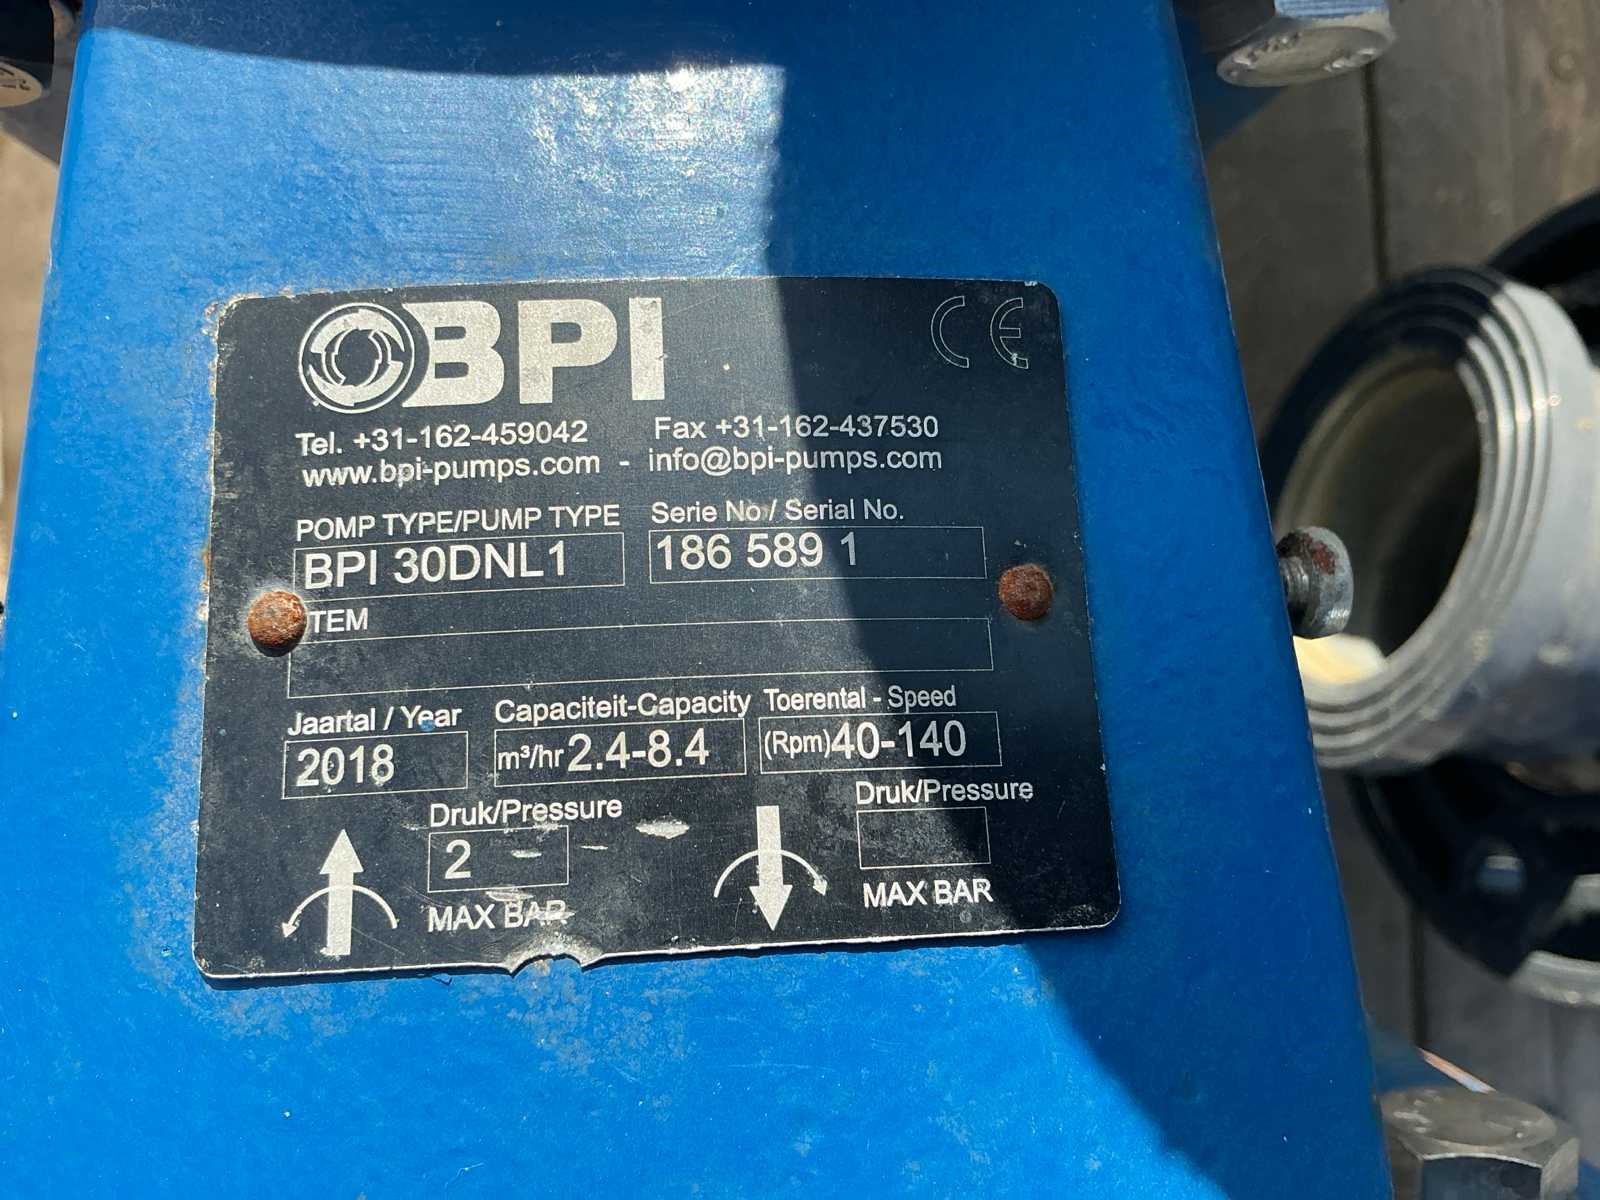 BPI CE
Tel. +31-162-459042 Fax +31-162-437530
www.bpi-pumps.com - info@bpi-pumps.com
POMP TYPE/PUMP TYPE Serie No / Serial No.
BPI 30DNL1 186 589 1
TEM
Jaartal / Year Capaciteit-Capacity Toerental - Speed
2018 m³/hr 2.4-8.4 (Rpm) 40-140
Druk/Pressure Druk/Pressure
2
MAX BAR MAX BAR